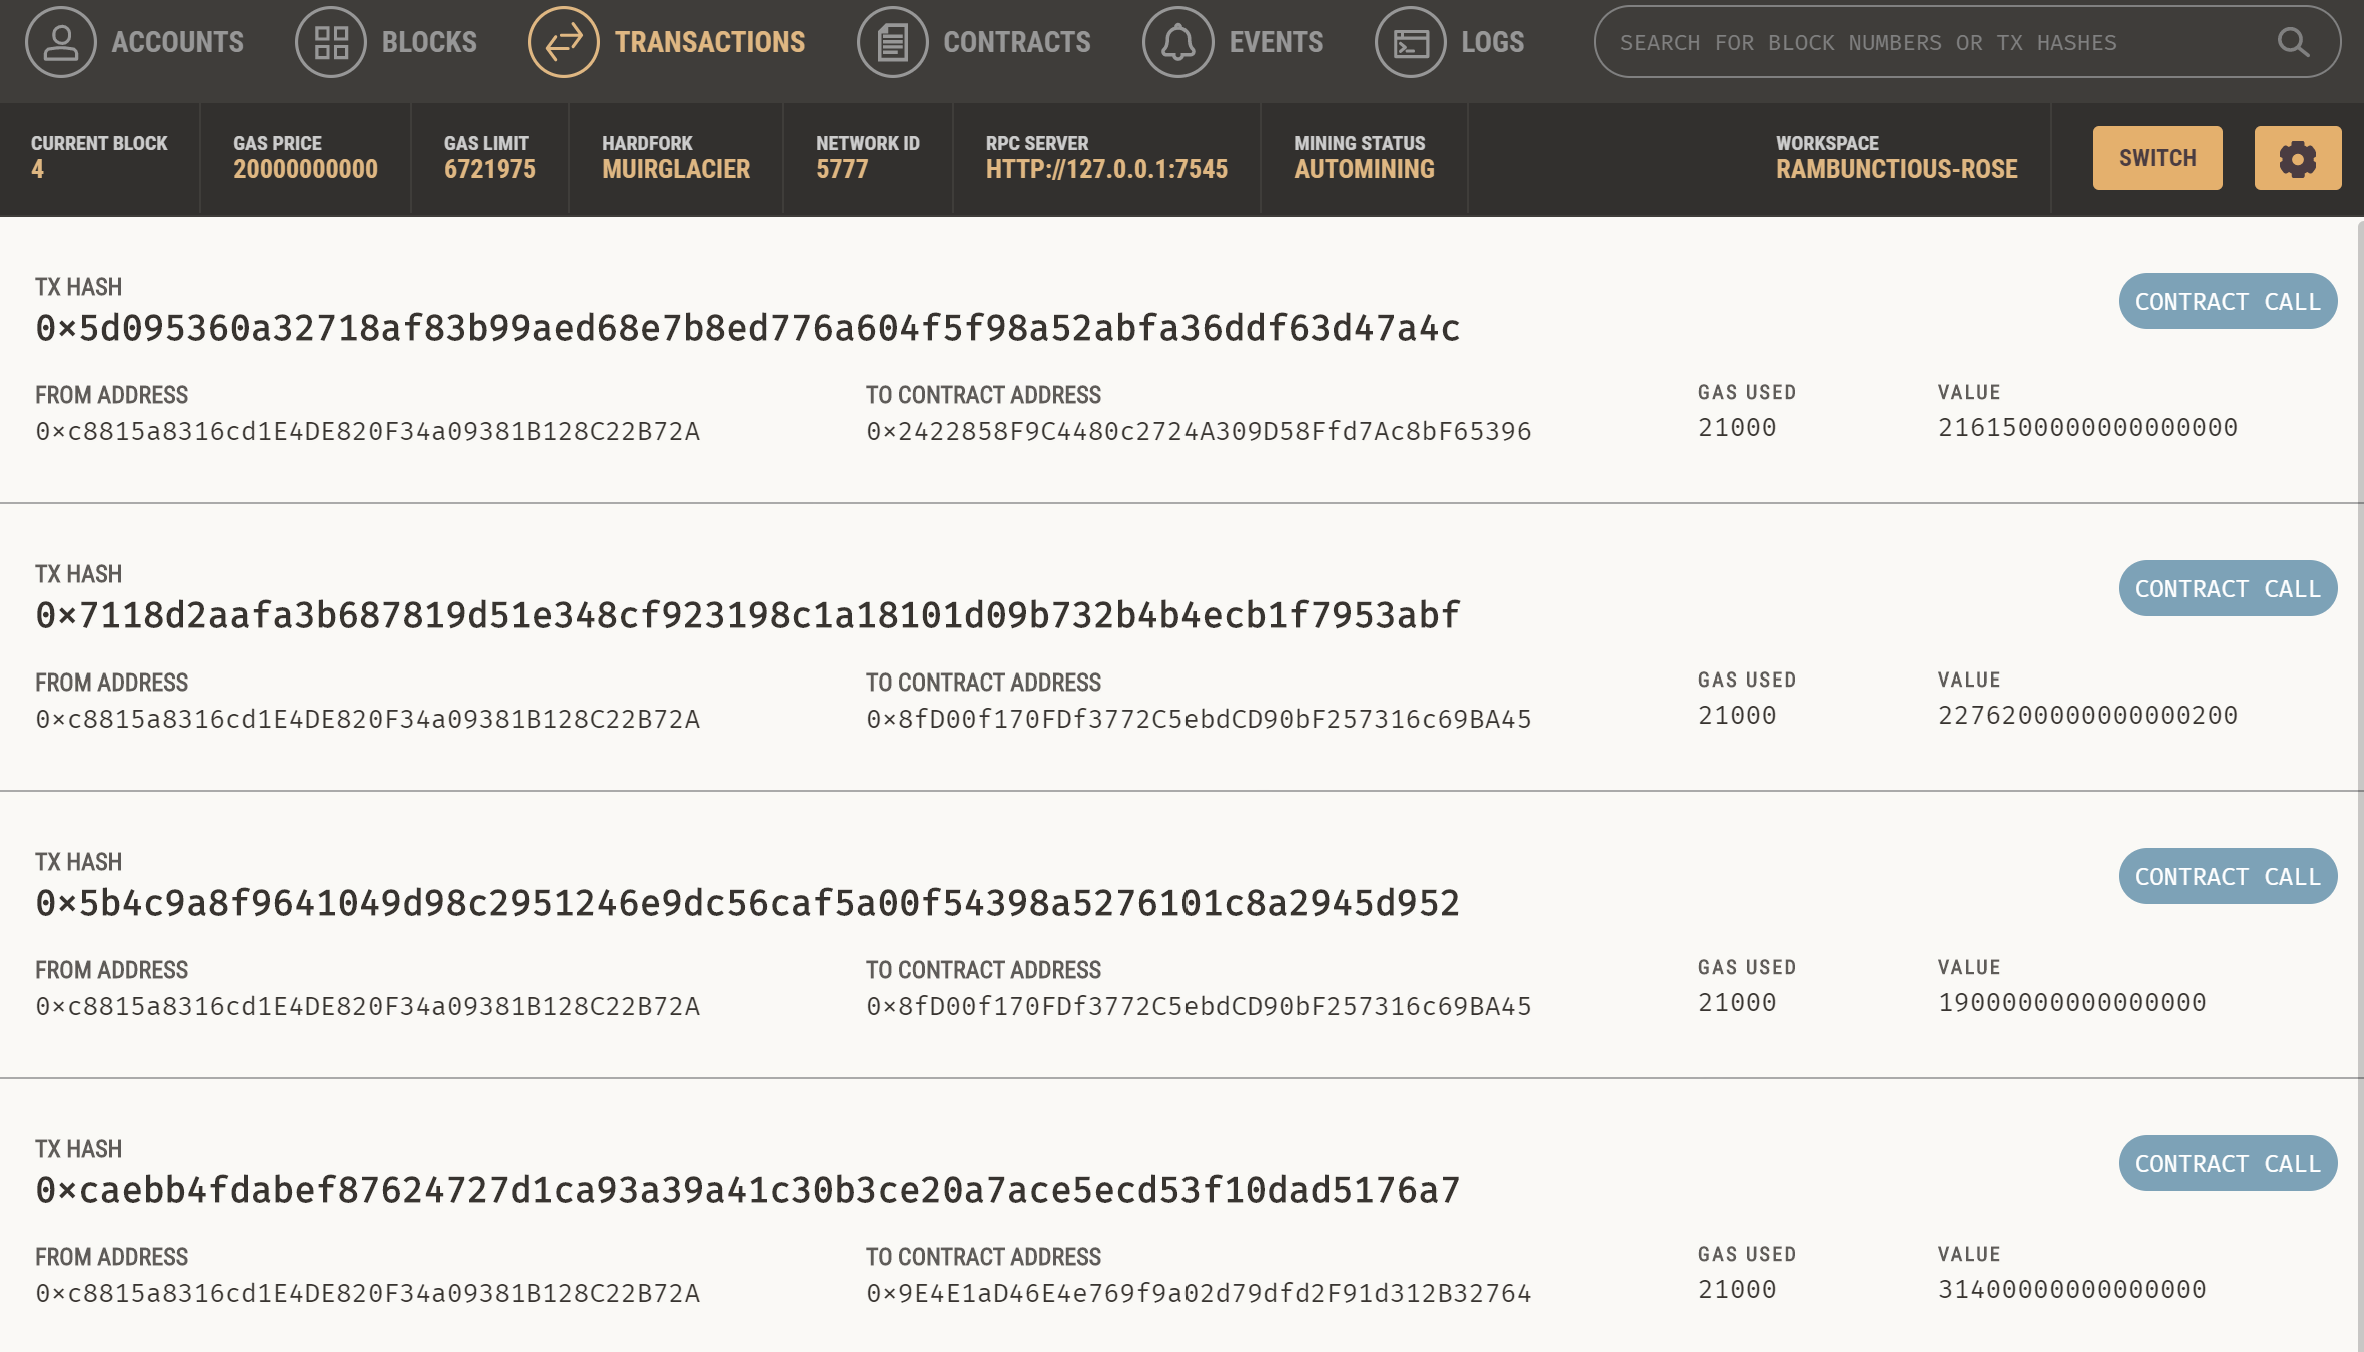 ACCOUNTS BLOCKS TRANSACTIONS CONTRACTS EVENTS LOGS SEARCH FOR BLOCK NUMBERS OR TX HASHES
CURRENT BLOCK GAS PRICE GAS LIMIT HARDFORK NETWORK ID RPC SERVER MINING STATUS WORKSPACE
4 20000000000 6721975 MUIRGLACIER 5777 HTTP://127.0.0.1:7545 AUTOMINING RAMBUNCTIOUS-ROSE SWITCH
TX HASH
0×5d095360a32718af83b99aed68e7b8ed776a604f5f98a52abfa36ddf63d47a4c
CONTRACT CALL
FROM ADDRESS TO CONTRACT ADDRESS GAS USED VALUE
0×c8815a8316cd1E4DE820F34a09381B128C22B72A 0×2422858F9C4480c2724A309D58Ffd7Ac8bF65396 21000 2161500000000000000
TX HASH
0×7118d2aafa3b687819d51e348cf923198c1a18101d09b732b4b4ecb1f7953abf
CONTRACT CALL
FROM ADDRESS TO CONTRACT ADDRESS GAS USED VALUE
0×c8815a8316cd1E4DE820F34a09381B128C22B72A 0×8fD00f170FDf3772C5ebdCD90bF257316c69BA45 21000 2276200000000000200
TX HASH
0×5b4c9a8f9641049d98c2951246e9dc56caf5a00f54398a5276101c8a2945d952
CONTRACT CALL
FROM ADDRESS TO CONTRACT ADDRESS GAS USED VALUE
0×c8815a8316cd1E4DE820F34a09381B128C22B72A 0×8fD00f170FDf3772C5ebdCD90bF257316c69BA45 21000 19000000000000000
TX HASH
0×caebb4fdabef87624727d1ca93a39a41c30b3ce20a7ace5ecd53f10dad5176a7
CONTRACT CALL
FROM ADDRESS TO CONTRACT ADDRESS GAS USED VALUE
0×c8815a8316cd1E4DE820F34a09381B128C22B72A 0×9E4E1aD46E4e769f9a02d79dfd2F91d312B32764 21000 31400000000000000